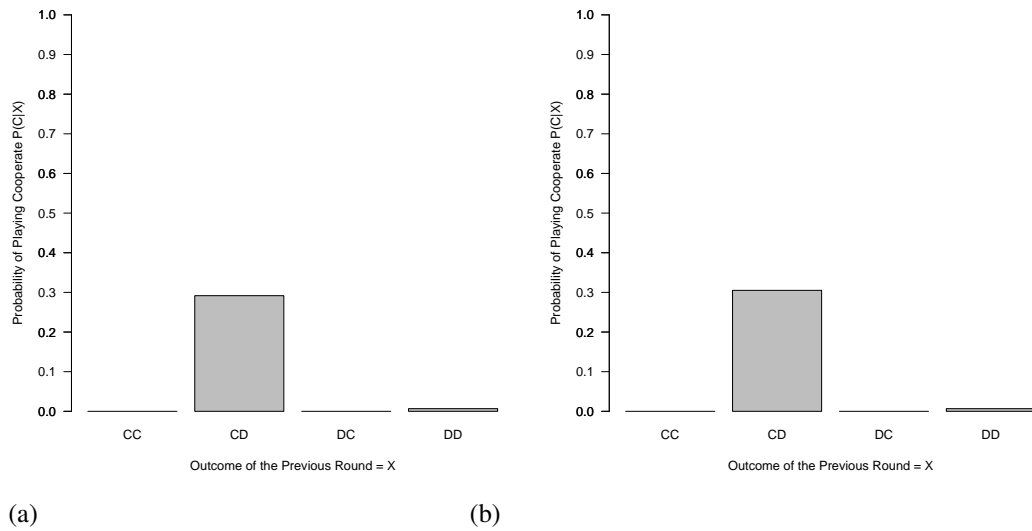 1.0
0.9
0.8
0.7
0.6
0.5
0.4
0.3
0.2
0.1
0.0
Probability of Playing Cooperate P(C|X)
CC CD DC DD
Outcome of the Previous Round = X
(a)
1.0
0.9
0.8
0.7
0.6
0.5
0.4
0.3
0.2
0.1
0.0
Probability of Playing Cooperate P(C|X)
CC CD DC DD
Outcome of the Previous Round = X
(b)